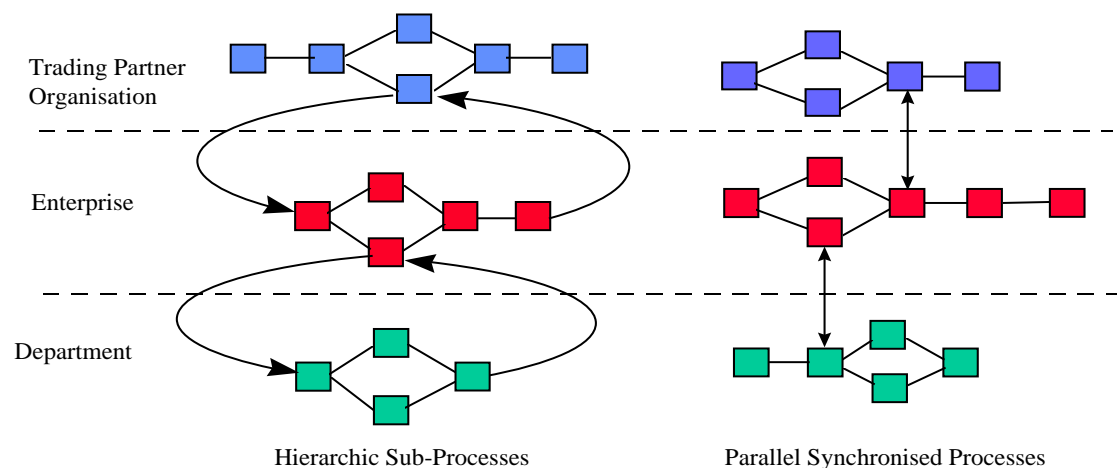 Trading Partner
Organisation
Enterprise
Department
Hierarchic Sub-Processes
Parallel Synchronised Processes